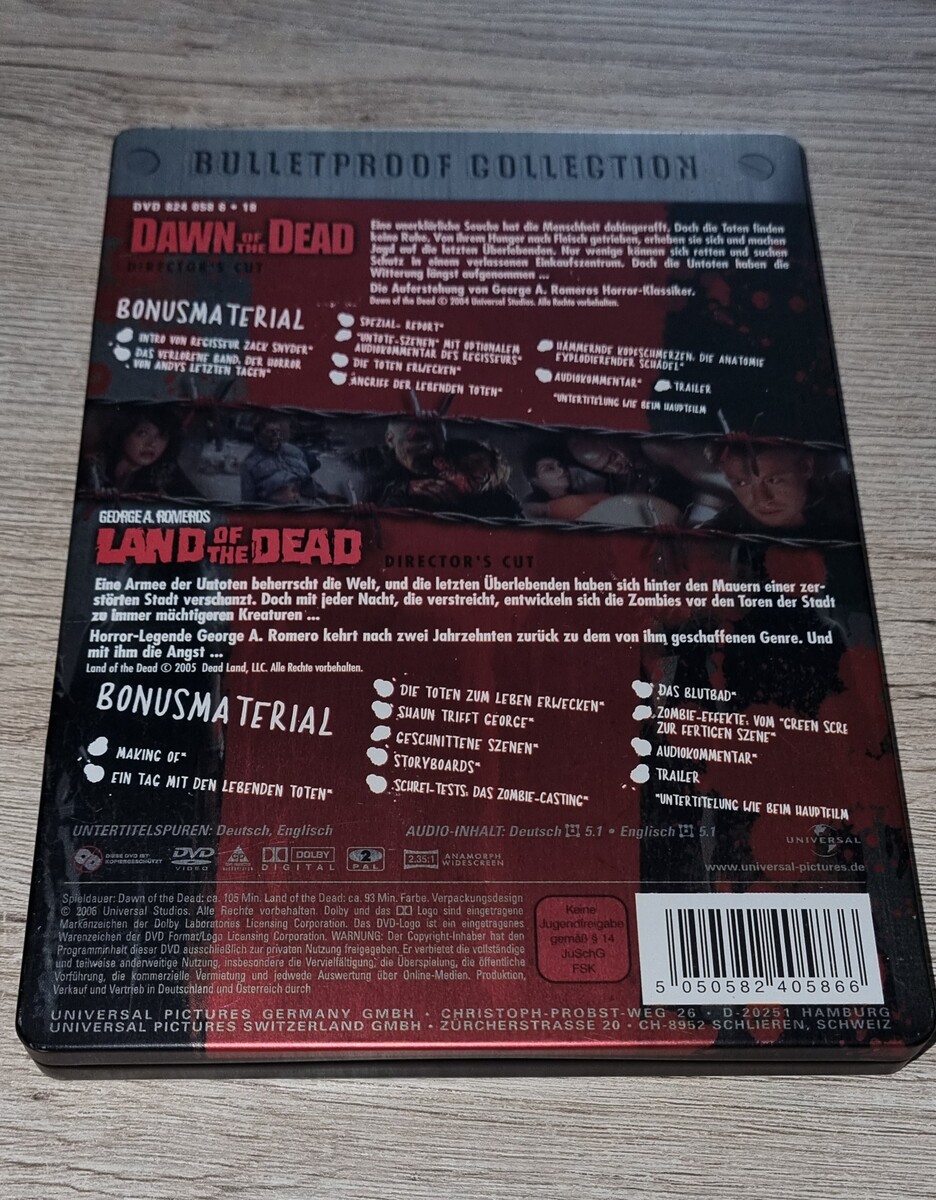 BULLETPROOF COLLECTION
DVD 824 058 6 • 18
DAWN OF THE DEAD
DIRECTOR'S CUT
Eine unerklärliche Seuche hat die Menschheit dahingerafft. Doch die Toten finden
keine Ruhe. Von ihrem Hunger nach Fleisch getrieben, erheben sie sich und machen
Jagd auf die letzten Überlebenden. Nur wenige können sich retten und suchen
Schutz in einem verlassenen Einkaufszentrum. Doch die Untoten haben die
Witterung längst aufgenommen ...
Die Auferstehung von George A. Romeros Horror-Klassiker.
Dawn of the Dead © 2004 Universal Studios. Alle Rechte vorbehalten.
BONUSMATERIAL
INTRO VON REGISSEUR ZACK SNYDER*
DAS VERLORENE BAND: DER HORROR
VON ANDYS LETZTEN TAGEN*
SPEZIAL- REPORT*
"UNTOTE-SZENEN" MIT OPTIONALEM
AUDIOKOMMENTAR DES REGISSEURS*
DIE TOTEN ERWECKEN*
ANGRIFF DER LEBENDEN TOTEN*
HÄMMERNDE KOPFSCHMERZEN: DIE ANATOMIE
EXPLODIERENDER SCHÄDEL*
AUDIOKOMMENTAR*
TRAILER
*UNTERTITELUNG WIE BEIM HAUPTFILM
GEORGE A. ROMEROS
LAND OF THE DEAD
DIRECTOR'S CUT
Eine Armee der Untoten beherrscht die Welt, und die letzten Überlebenden haben sich hinter den Mauern einer zer-
störten Stadt verschanzt. Doch mit jeder Nacht, die verstreicht, entwickeln sich die Zombies vor den Toren der Stadt
zu immer mächtigeren Kreaturen ...
Horror-Legende George A. Romero kehrt nach zwei Jahrzehnten zurück zu dem von ihm geschaffenen Genre. Und
mit ihm die Angst ...
Land of the Dead © 2005 Dead Land, LLC. Alle Rechte vorbehalten.
BONUSMATERIAL
MAKING OF*
EIN TAG MIT DEN LEBENDEN TOTEN*
DIE TOTEN ZUM LEBEN ERWECKEN*
SHAUN TRIFFT GEORGE*
GESCHNITTENE SZENEN*
STORYBOARDS*
SCHREI-TESTS: DAS ZOMBIE-CASTING*
DAS BLUTBAD*
ZOMBIE-EFFEKTE: VOM "GREEN SCRE
ZUR FERTIGEN SZENE*
AUDIOKOMMENTAR*
TRAILER
*UNTERTITELUNG WIE BEIM HAUPTFILM
UNTERTITELSPUREN: Deutsch, Englisch
AUDIO-INHALT: Deutsch 5.1 • Englisch 5.1
UNIVERSAL
DIESE DVD IST
KOPIERGESCHÜTZT
DVD
VIDEO
DOLBY
DIGITAL
2
PAL
2.35:1
ANAMORPH
WIDESCREEN
www.universal-pictures.de
Spieldauer: Dawn of the Dead: ca. 105 Min. Land of the Dead: ca. 93 Min. Farbe. Verpackungsdesign
© 2006 Universal Studios. Alle Rechte vorbehalten. Dolby und das Logo sind eingetragene
Markenzeichen der Dolby Laboratories Licensing Corporation. Das DVD-Logo ist ein eingetragenes
Warenzeichen der DVD Format/Logo Licensing Corporation. WARNUNG: Der Copyright-Inhaber hat den
Programminhalt dieser DVD ausschließlich zur privaten Nutzung freigegeben. Er verbietet die vollständige
und teilweise anderweitige Nutzung, insbesondere die Vervielfältigung, die Überspielung, die öffentliche
Vorführung, die kommerzielle Vermietung und jedwede Auswertung über Online-Medien. Produktion,
Verkauf und Vertrieb in Deutschland und Österreich durch
Keine
Jugendfreigabe
gemäß § 14
JuSchG
FSK
5 050582 405866
UNIVERSAL PICTURES GERMANY GMBH · CHRISTOPH-PROBST-WEG 26 · D-20251 HAMBURG
UNIVERSAL PICTURES SWITZERLAND GMBH · ZÜRCHERSTRASSE 20 · CH-8952 SCHLIEREN, SCHWEIZ